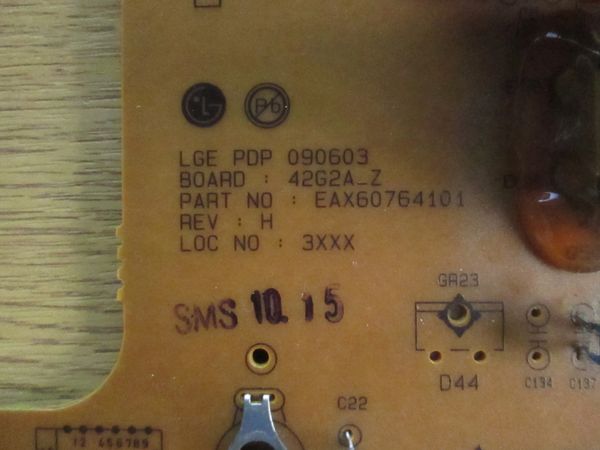 LG
Pb
LGE PDP 090603
BOARD : 42G2A_Z
PART NO : EAX60764101
REV : H
LOC NO : 3XXX
SMS 10. 15
GA23
D44
C134
C137
C22
12 456789